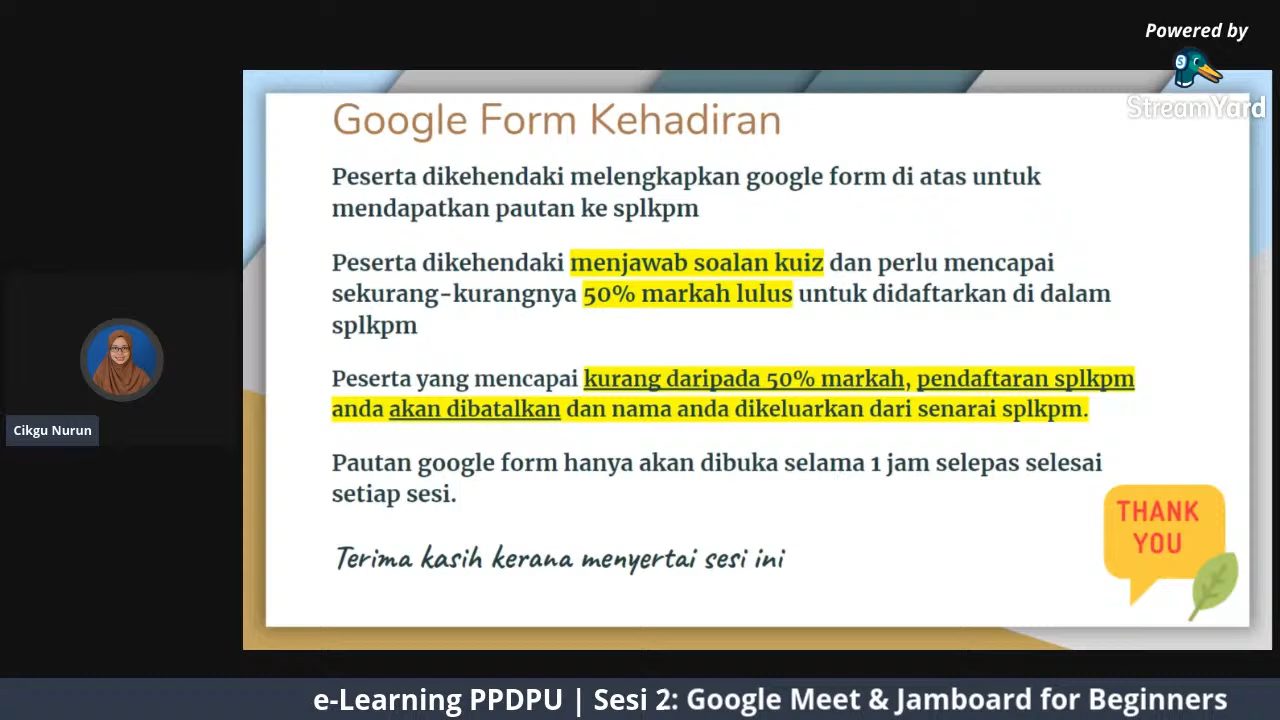 Powered by
StreamYard
Google Form Kehadiran
Peserta dikehendaki melengkapkan google form di atas untuk
mendapatkan pautan ke splkpm
Peserta dikehendaki menjawab soalan kuiz dan perlu mencapai
sekurang-kurangnya 50% markah lulus untuk didaftarkan di dalam
splkpm
Peserta yang mencapai kurang daripada 50% markah, pendaftaran splkpm
anda akan dibatalkan dan nama anda dikeluarkan dari senarai splkpm.
Pautan google form hanya akan dibuka selama 1 jam selepas selesai
setiap sesi.
THANK
YOU
Terima kasih kerana menyertai sesi ini
Cikgu Nurun
e-Learning PPDPU | Sesi 2: Google Meet & Jamboard for Beginners